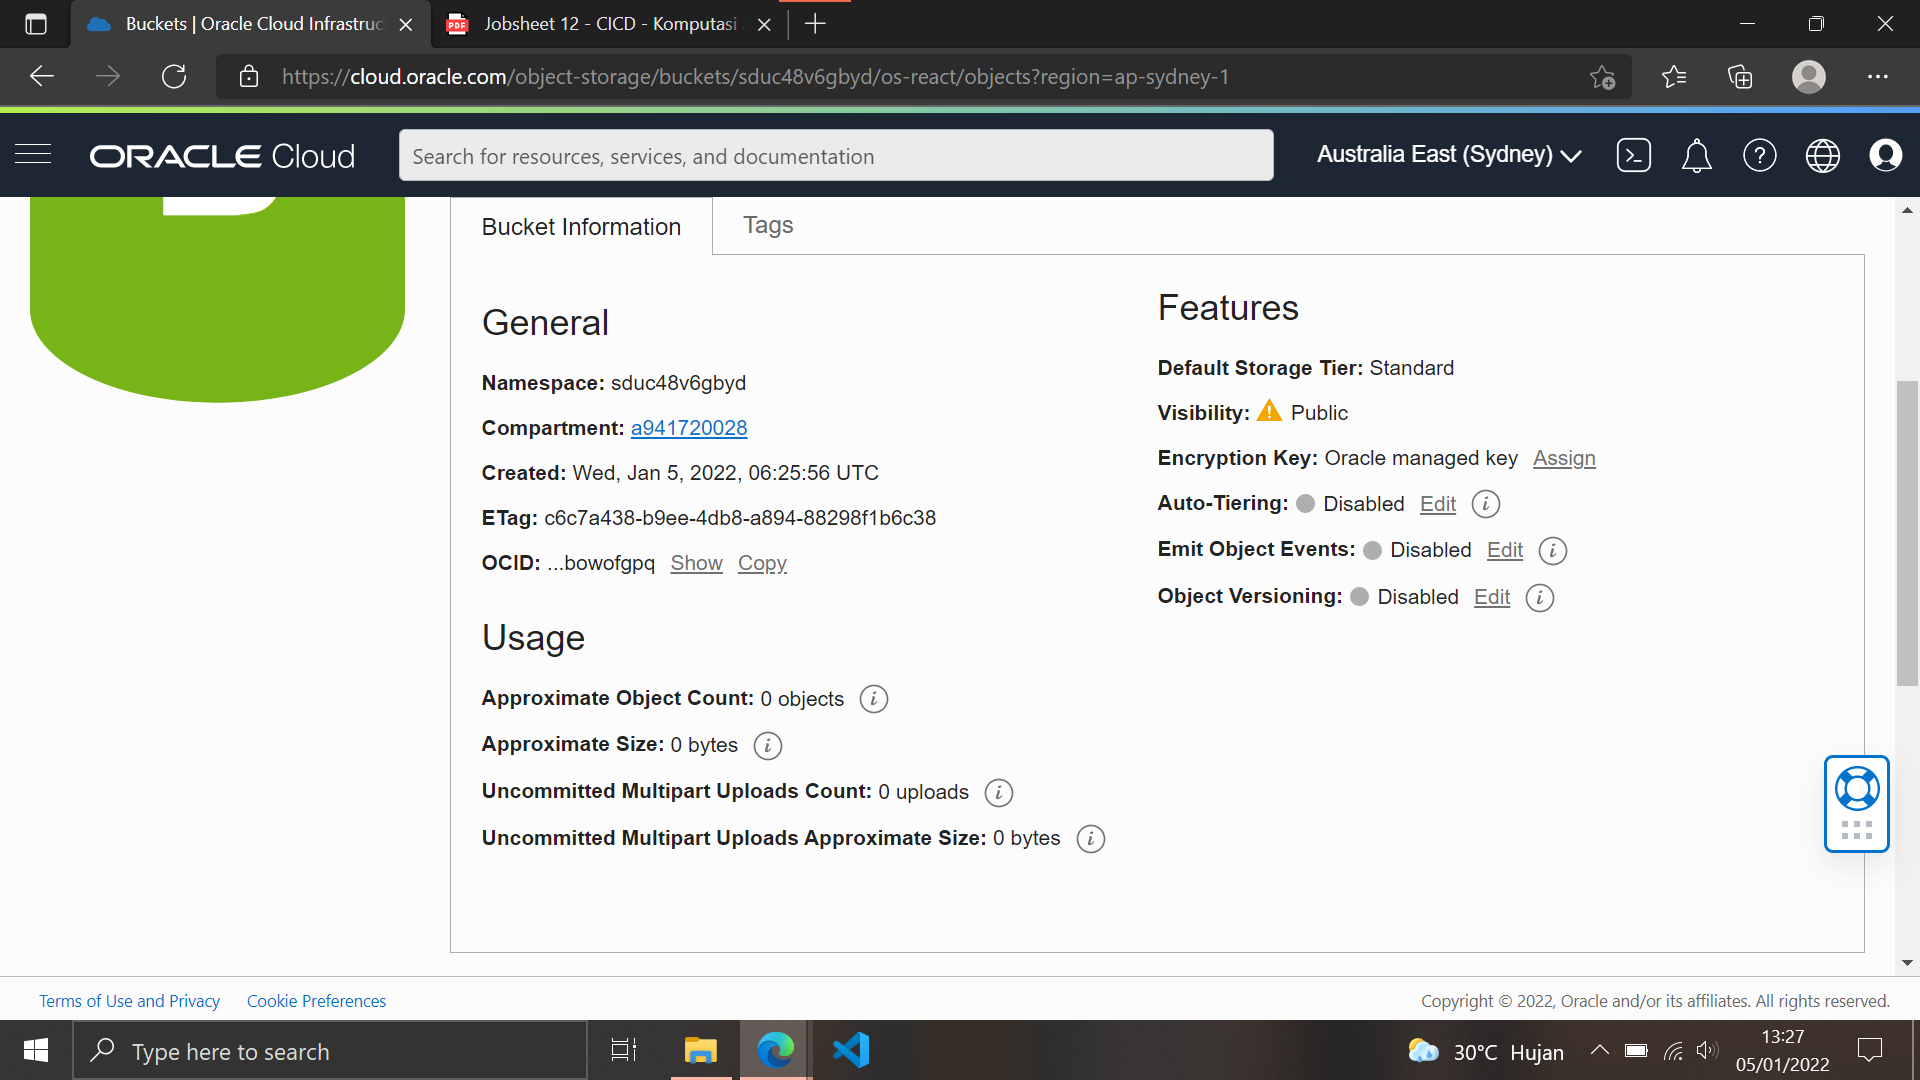 Buckets | Oracle Cloud Infrastruc
Jobsheet 12 - CICD - Komputasi
https://cloud.oracle.com/object-storage/buckets/sduc48v6gbyd/os-react/objects?region=ap-sydney-1
ORACLE Cloud
Search for resources, services, and documentation
Australia East (Sydney)
Bucket Information
Tags
General
Namespace: sduc48v6gbyd
Compartment: a941720028
Created: Wed, Jan 5, 2022, 06:25:56 UTC
ETag: c6c7a438-b9ee-4db8-a894-88298f1b6c38
OCID: ...bowofgpq Show Copy
Usage
Approximate Object Count: 0 objects
Approximate Size: 0 bytes
Uncommitted Multipart Uploads Count: 0 uploads
Uncommitted Multipart Uploads Approximate Size: 0 bytes
Features
Default Storage Tier: Standard
Visibility: Public
Encryption Key: Oracle managed key Assign
Auto-Tiering: Disabled Edit
Emit Object Events: Disabled Edit
Object Versioning: Disabled Edit
Terms of Use and Privacy Cookie Preferences
Copyright © 2022, Oracle and/or its affiliates. All rights reserved.
Type here to search
30°C Hujan
13:27
05/01/2022